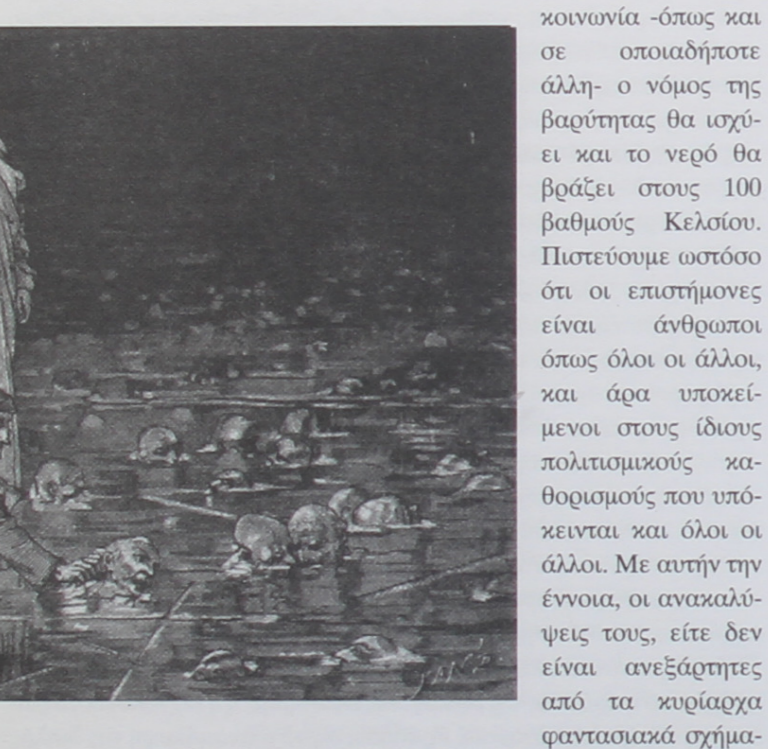 κοινωνία -όπως και
σε οποιαδήποτε
άλλη- ο νόμος της
βαρύτητας θα ισχύ-
ει και το νερό θα
βράζει στους 100
βαθμούς Κελσίου.
Πιστεύουμε ωστόσο
ότι οι επιστήμονες
είναι άνθρωποι
όπως όλοι οι άλλοι,
και άρα υποκεί-
μενοι στους ίδιους
πολιτισμικούς κα-
θορισμούς που υπό-
κεινται και όλοι οι
άλλοι. Με αυτήν την
έννοια, οι ανακαλύ-
ψεις τους, είτε δεν
είναι ανεξάρτητες
από τα κυρίαρχα
φαντασιακά σχήμα-